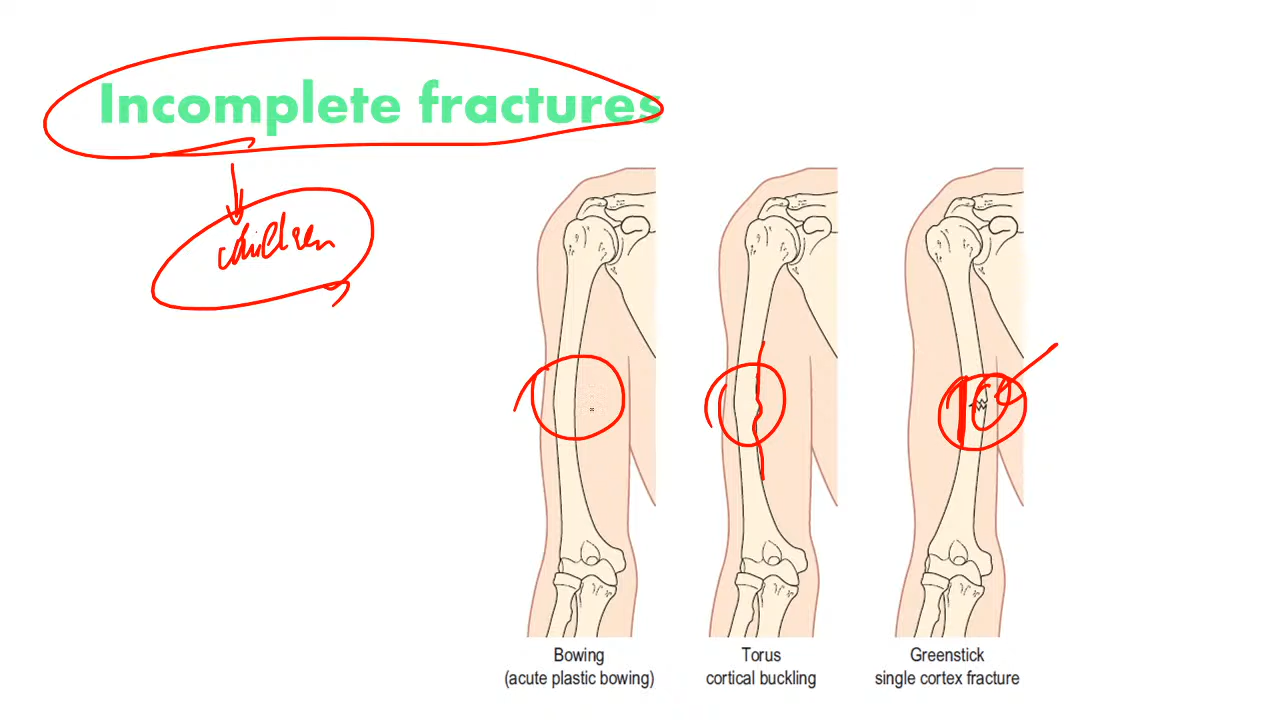 Incomplete fractures
children
Bowing
(acute plastic bowing)
Torus
cortical buckling
Greenstick
single cortex fracture